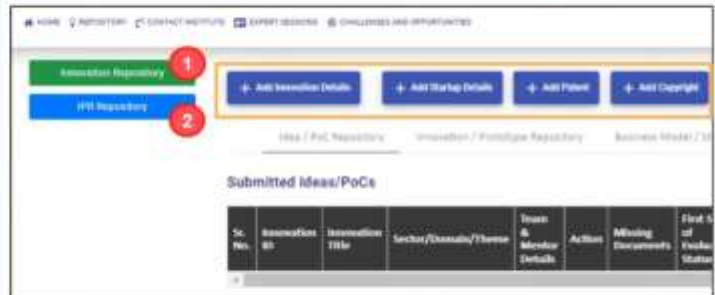 HOME REPOSITORY CONTACT INSTITUTE EXPERT SESSIONS CHALLENGES AND OPPORTUNITIES
Innovation Repository 1
IPR Repository 2
+ Add Innovation Details + Add Startup Details + Add Patent + Add Copyright
Idea / PoC Repository Innovation / Prototype Repository Business Model /
Submitted Ideas/PoCs
Sr. No. Innovation ID Innovation Title Sector/Domain/Theme Team & Mentor Details Action Missing Documents First of Status